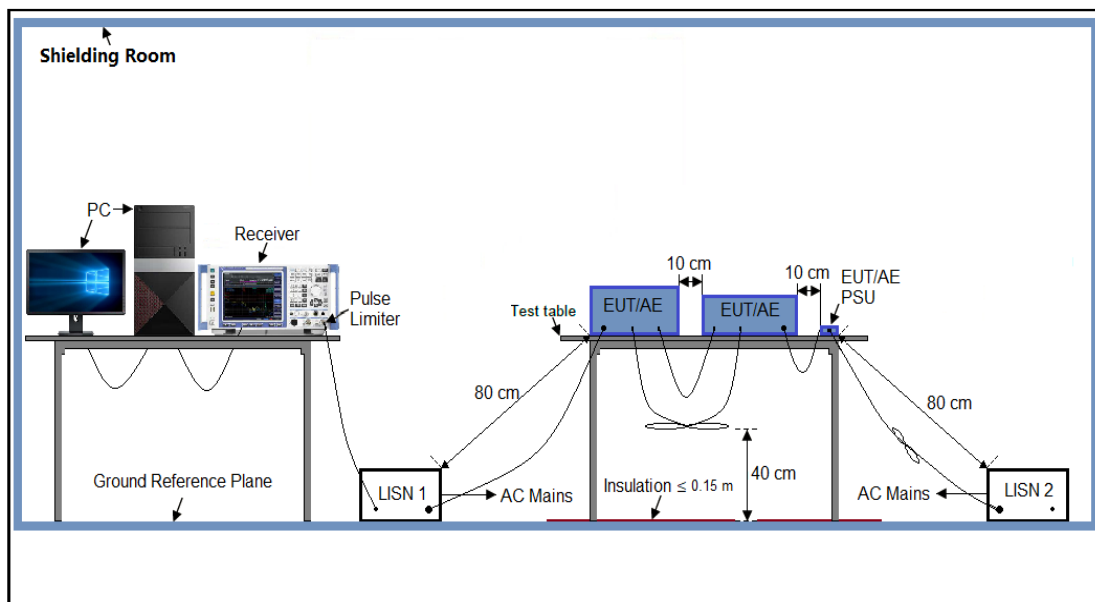 Shielding Room
PC
Receiver
Pulse
Limiter
10 cm
10 cm
EUT/AE
PSU
EUT/AE
EUT/AE
Test table
80 cm
80 cm
40 cm
Ground Reference Plane
LISN 1
AC Mains
Insulation ≤ 0.15 m
AC Mains
LISN 2